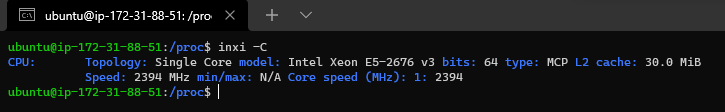 ubuntu@ip-172-31-88-51: /proc
ubuntu@ip-172-31-88-51:/proc$ inxi -C
CPU: Topology: Single Core model: Intel Xeon E5-2676 v3 bits: 64 type: MCP L2 cache: 30.0 MiB
Speed: 2394 MHz min/max: N/A Core speed (MHz): 1: 2394
ubuntu@ip-172-31-88-51:/proc$